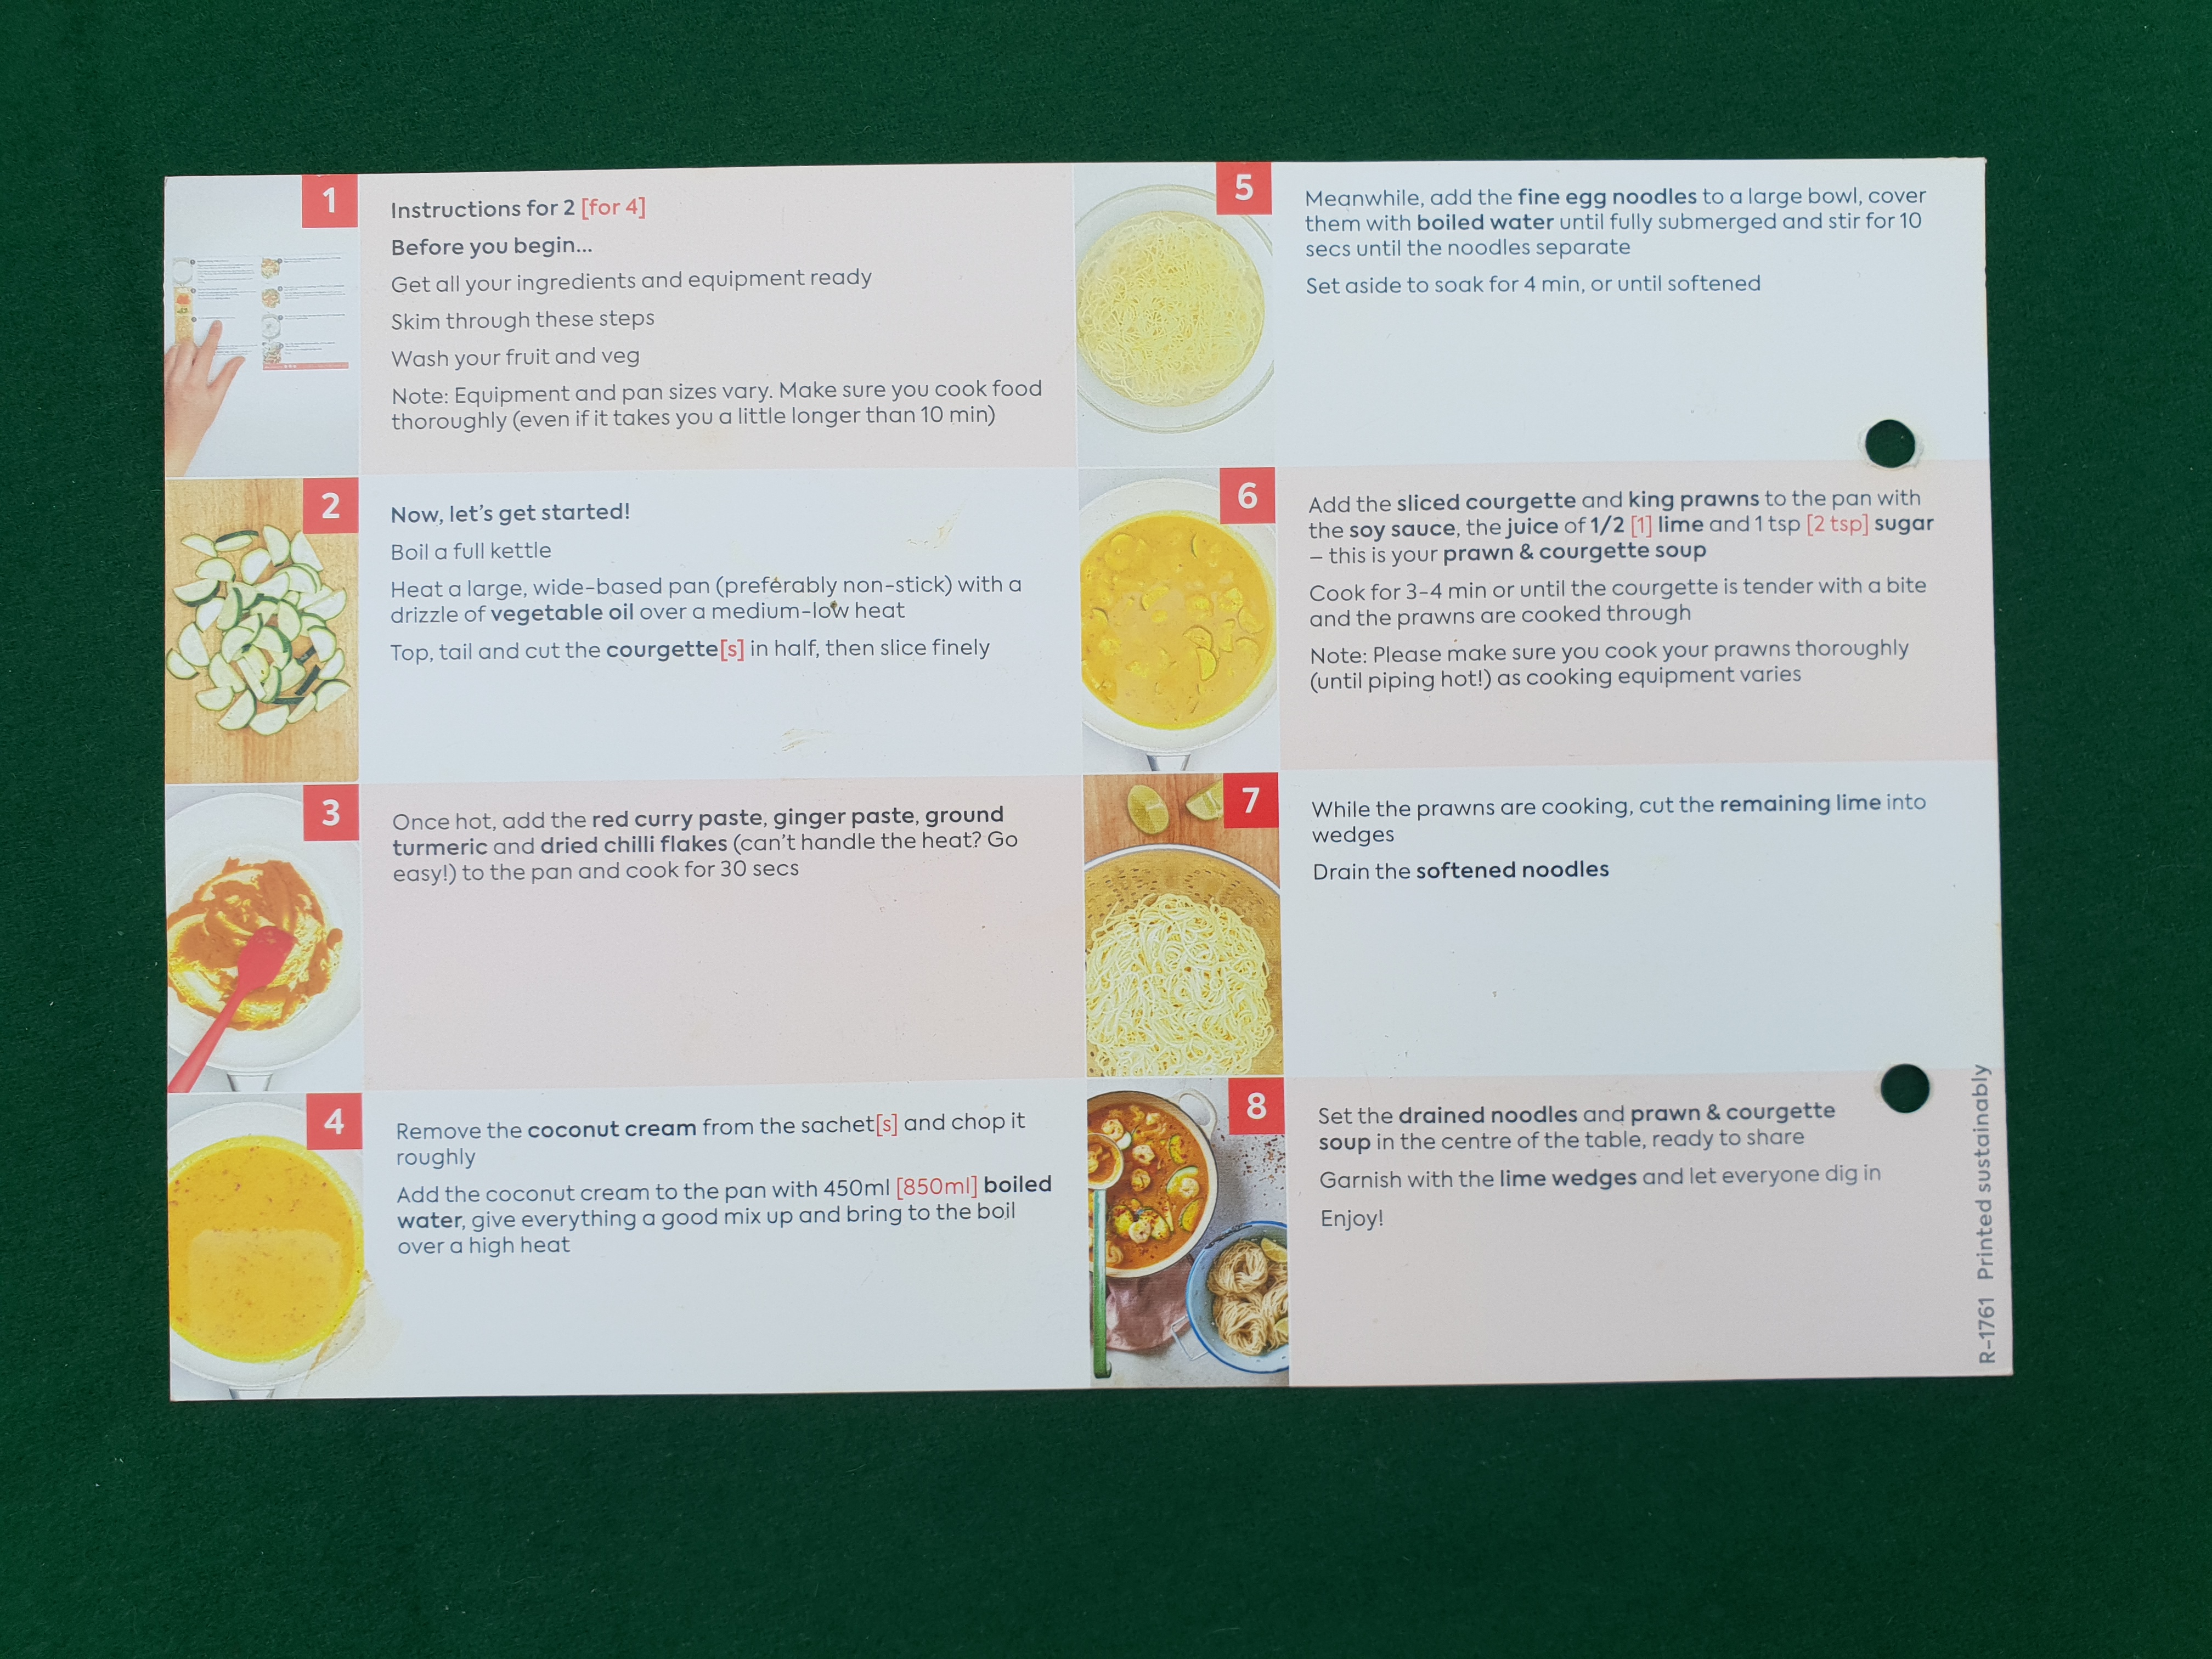 1
Instructions for 2 [for 4]
Before you begin...
Get all your ingredients and equipment ready
Skim through these steps
Wash your fruit and veg
Note: Equipment and pan sizes vary. Make sure you cook food
thoroughly (even if it takes you a little longer than 10 min)
2
Now, let's get started!
Boil a full kettle
Heat a large, wide-based pan (preferably non-stick) with a
drizzle of vegetable oil over a medium-low heat
Top, tail and cut the courgette[s] in half, then slice finely
3
Once hot, add the red curry paste, ginger paste, ground
turmeric and dried chilli flakes (can't handle the heat? Go
easy!) to the pan and cook for 30 secs
4
Remove the coconut cream from the sachet[s] and chop it
roughly
Add the coconut cream to the pan with 450ml [850ml] boiled
water, give everything a good mix up and bring to the boil
over a high heat
5
Meanwhile, add the fine egg noodles to a large bowl, cover
them with boiled water until fully submerged and stir for 10
secs until the noodles separate
Set aside to soak for 4 min, or until softened
6
Add the sliced courgette and king prawns to the pan with
the soy sauce, the juice of 1/2 [1] lime and 1 tsp [2 tsp] sugar
– this is your prawn & courgette soup
Cook for 3-4 min or until the courgette is tender with a bite
and the prawns are cooked through
Note: Please make sure you cook your prawns thoroughly
(until piping hot!) as cooking equipment varies
7
While the prawns are cooking, cut the remaining lime into
wedges
Drain the softened noodles
8
Set the drained noodles and prawn & courgette
soup in the centre of the table, ready to share
Garnish with the lime wedges and let everyone dig in
Enjoy!
R-1761 Printed sustainably